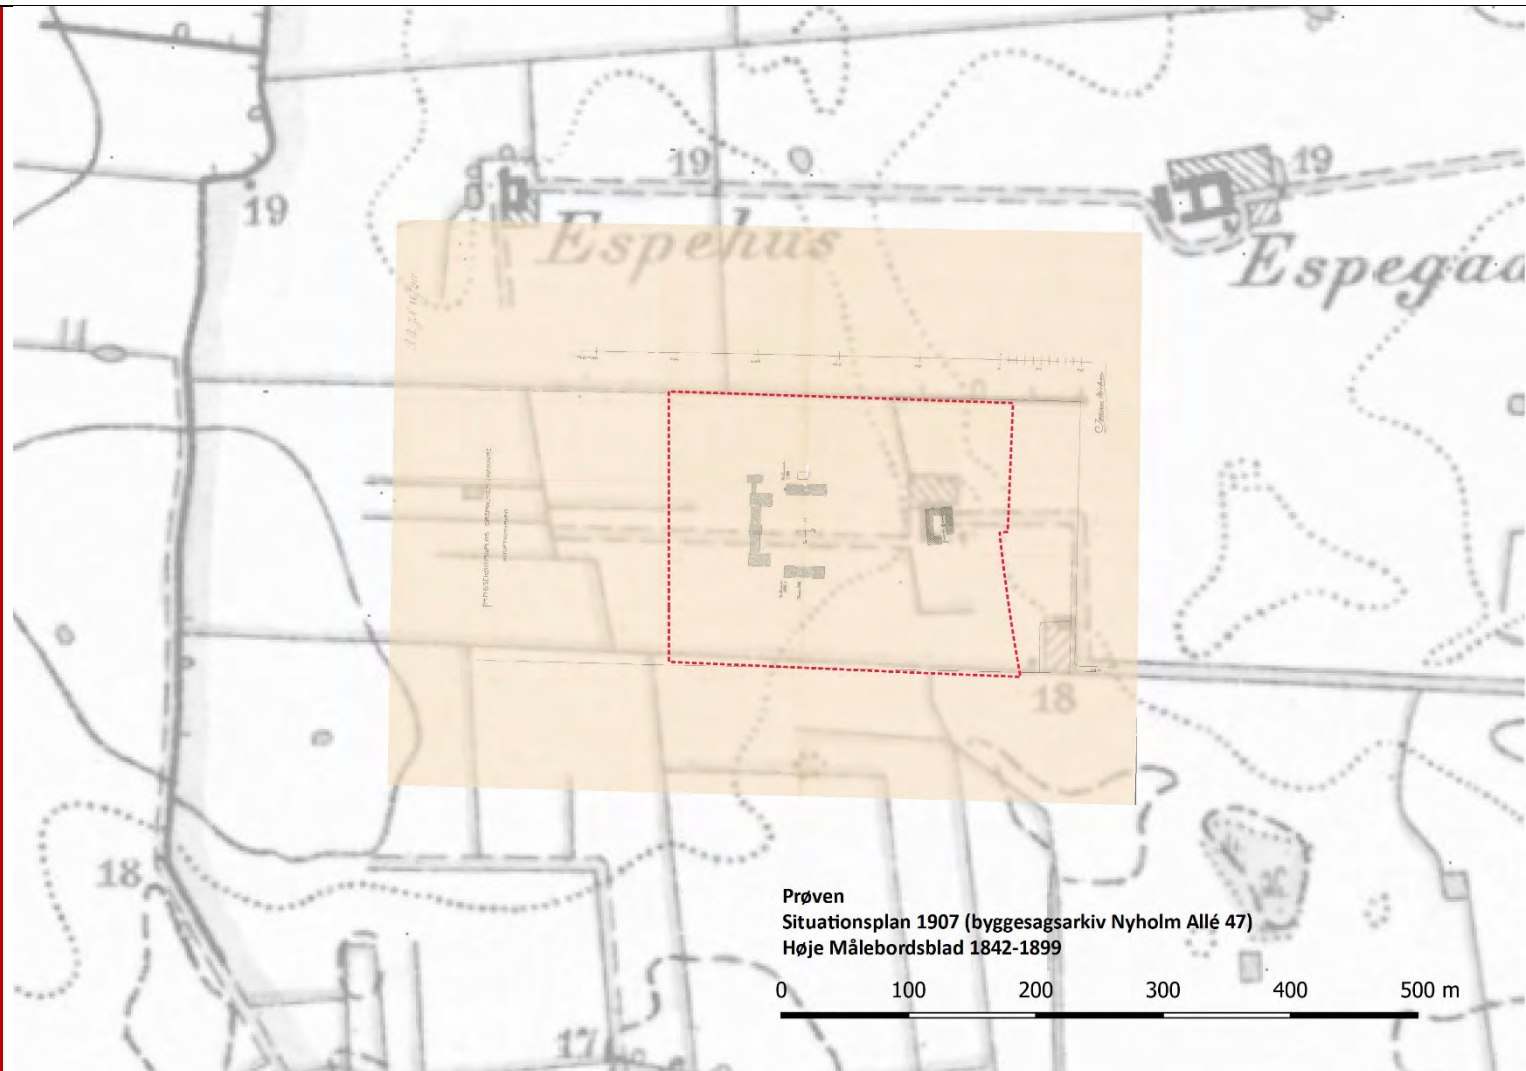 19
19
19
Espehus
Espegaa
18
18
17
Prøven
Situationsplan 1907 (byggesagsarkiv Nyholm Allé 47)
Høje Målebordsblad 1842-1899
0 100 200 300 400 500 m